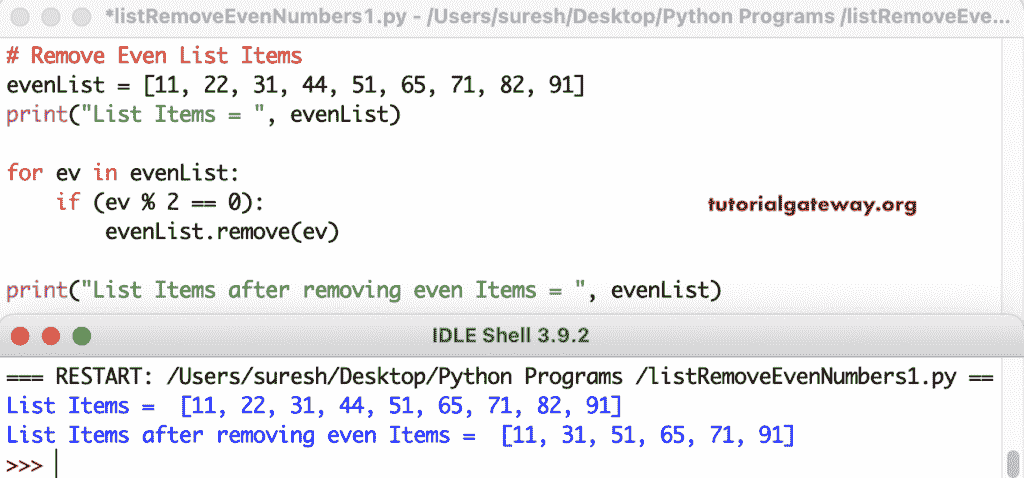 *listRemoveEvenNumbers1.py - /Users/suresh/Desktop/Python Programs /listRemoveEve...
# Remove Even List Items
evenList = [11, 22, 31, 44, 51, 65, 71, 82, 91]
print("List Items = ", evenList)
for ev in evenList:
    if (ev % 2 == 0):
tutorialgateway.org
        evenList.remove(ev)
print("List Items after removing even Items = ", evenList)
IDLE Shell 3.9.2
=== RESTART: /Users/suresh/Desktop/Python Programs /listRemoveEvenNumbers1.py ==
List Items =  [11, 22, 31, 44, 51, 65, 71, 82, 91]
List Items after removing even Items =  [11, 31, 51, 65, 71, 91]
>>>